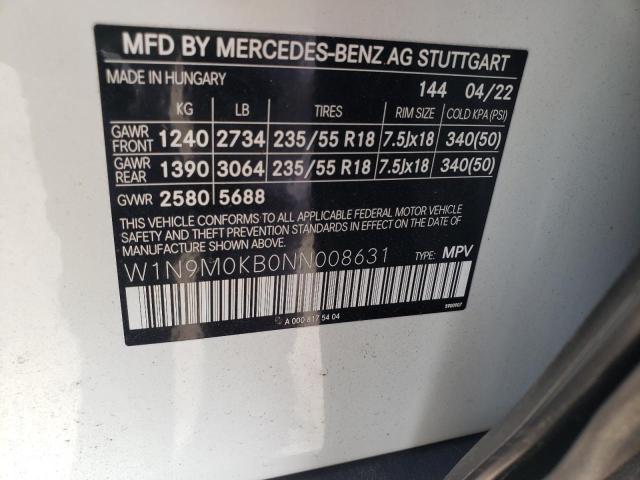 MFD BY MERCEDES-BENZ AG STUTTGART
MADE IN HUNGARY 144 04/22
KG LB TIRES RIM SIZE COLD KPA (PSI)
GAWR FRONT 1240 2734 235/55 R18 7.5Jx18 340(50)
GAWR REAR 1390 3064 235/55 R18 7.5Jx18 340(50)
GVWR 2580 5688
THIS VEHICLE CONFORMS TO ALL APPLICABLE FEDERAL MOTOR VEHICLE
SAFETY AND THEFT PREVENTION STANDARDS IN EFFECT ON THE DATE OF
MANUFACTURE SHOWN ABOVE.
W1N9M0KB0NN008631 TYPE: MPV
A 000 817 54 04